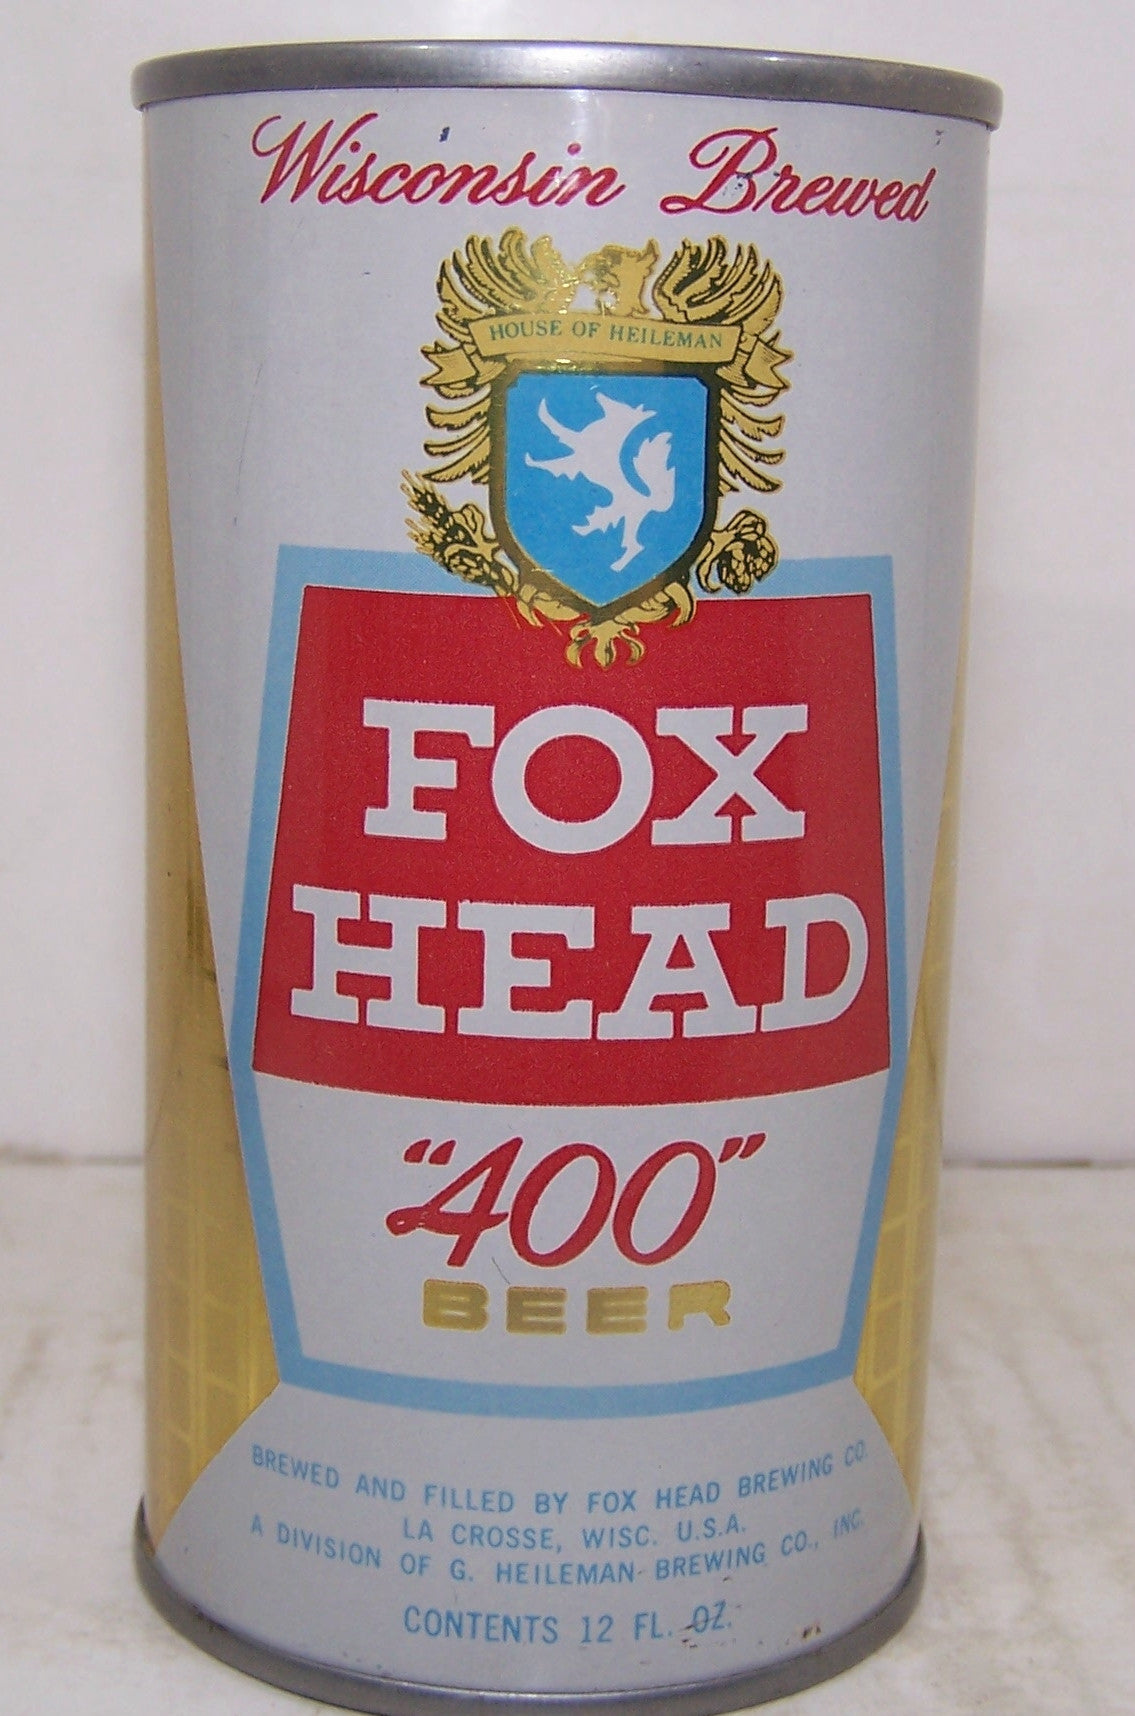 Wisconsin Brewed
HOUSE OF HEILEMAN
FOX
HEAD
"400"
BEER
BREWED AND FILLED BY FOX HEAD BREWING CO.
LA CROSSE, WISC. U.S.A.
A DIVISION OF G. HEILEMAN BREWING CO., INC.
CONTENTS 12 FL. OZ.